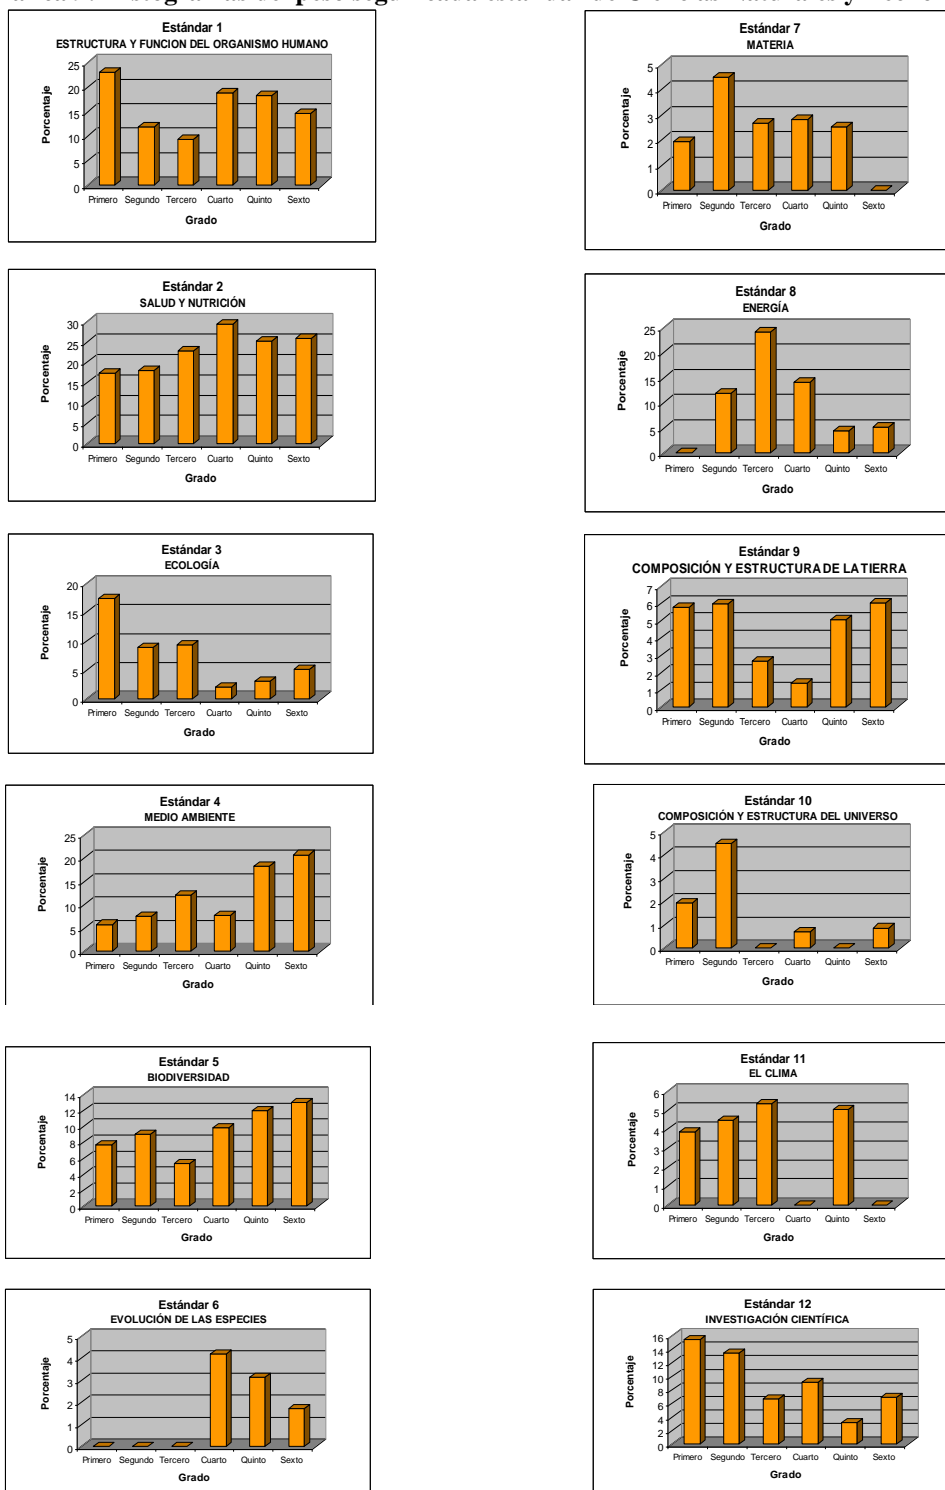 Estándar 1
ESTRUCTURA Y FUNCION DEL ORGANISMO HUMANO
Porcentaje
25
20
15
10
5
0
Primero Segundo Tercero Cuarto Quinto Sexto
Grado
Estándar 7
MATERIA
Porcentaje
5
4
3
2
1
0
Primero Segundo Tercero Cuarto Quinto Sexto
Grado
Estándar 2
SALUD Y NUTRICIÓN
Porcentaje
30
25
20
15
10
5
0
Primero Segundo Tercero Cuarto Quinto Sexto
Grado
Estándar 8
ENERGÍA
Porcentaje
25
20
15
10
5
0
Primero Segundo Tercero Cuarto Quinto Sexto
Grado
Estándar 3
ECOLOGÍA
Porcentaje
20
15
10
5
0
Primero Segundo Tercero Cuarto Quinto Sexto
Grado
Estándar 9
COMPOSICIÓN Y ESTRUCTURA DE LA TIERRA
Porcentaje
7
6
5
4
3
2
1
0
Primero Segundo Tercero Cuarto Quinto Sexto
Grado
Estándar 4
MEDIO AMBIENTE
Porcentaje
25
20
15
10
5
0
Primero Segundo Tercero Cuarto Quinto Sexto
Grado
Estándar 10
COMPOSICIÓN Y ESTRUCTURA DEL UNIVERSO
Porcentaje
5
4
3
2
1
0
Primero Segundo Tercero Cuarto Quinto Sexto
Grado
Estándar 5
BIODIVERSIDAD
Porcentaje
14
12
10
8
6
4
2
0
Primero Segundo Tercero Cuarto Quinto Sexto
Grado
Estándar 11
EL CLIMA
Porcentaje
6
5
4
3
2
1
0
Primero Segundo Tercero Cuarto Quinto Sexto
Grado
Estándar 6
EVOLUCIÓN DE LAS ESPECIES
Porcentaje
5
4
3
2
1
0
Primero Segundo Tercero Cuarto Quinto Sexto
Grado
Estándar 12
INVESTIGACIÓN CIENTÍFICA
Porcentaje
16
14
12
10
8
6
4
2
0
Primero Segundo Tercero Cuarto Quinto Sexto
Grado